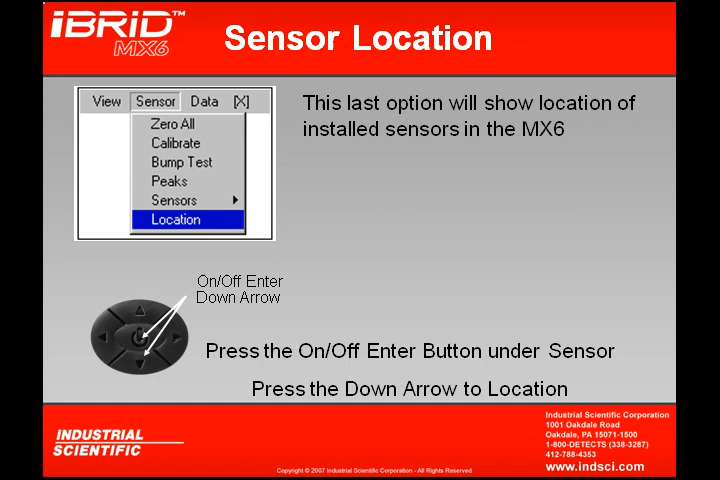 iBRiD™
MX6
Sensor Location
View Sensor Data [X]
Zero All
Calibrate
Bump Test
Peaks
Sensors
Location
This last option will show location of
installed sensors in the MX6
On/Off Enter
Down Arrow
Press the On/Off Enter Button under Sensor
Press the Down Arrow to Location
INDUSTRIAL
SCIENTIFIC
Copyright © 2007 Industrial Scientific Corporation - All Rights Reserved
Industrial Scientific Corporation
1001 Oakdale Road
Oakdale, PA 15071-1500
1-800-DETECTS (338-3287)
412-788-4353
www.indsci.com